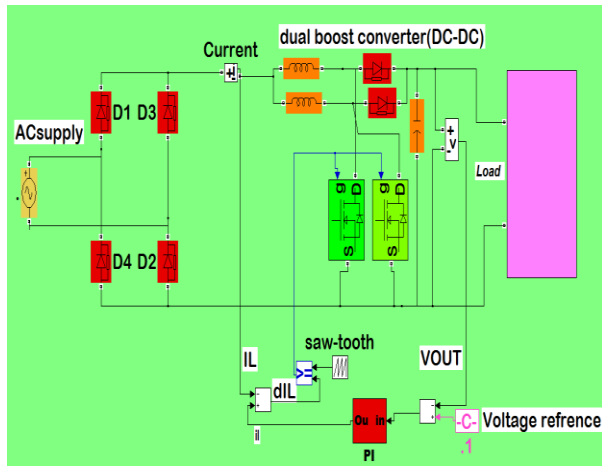 dual boost converter(DC-DC)
Current
+
i
-
D1
D3
ACsupply
+
+
v
-
Load
g
D
S
g
D
S
D4
D2
saw-tooth
IL
dIL
>=
VOUT
-
+
Ou
in
-
+
-C-
Voltage refrence
iil
PI
.1